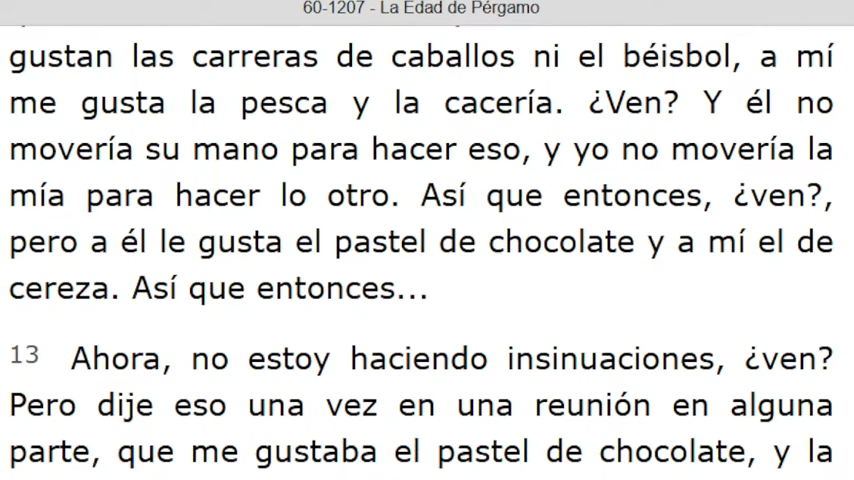 60-1207 - La Edad de Pérgamo
gustan las carreras de caballos ni el béisbol, a mí
me gusta la pesca y la cacería. ¿Ven? Y él no
movería su mano para hacer eso, y yo no movería la
mía para hacer lo otro. Así que entonces, ¿ven?,
pero a él le gusta el pastel de chocolate y a mí el de
cereza. Así que entonces…
13 Ahora, no estoy haciendo insinuaciones, ¿ven?
Pero dije eso una vez en una reunión en alguna
parte, que me gustaba el pastel de chocolate, y la